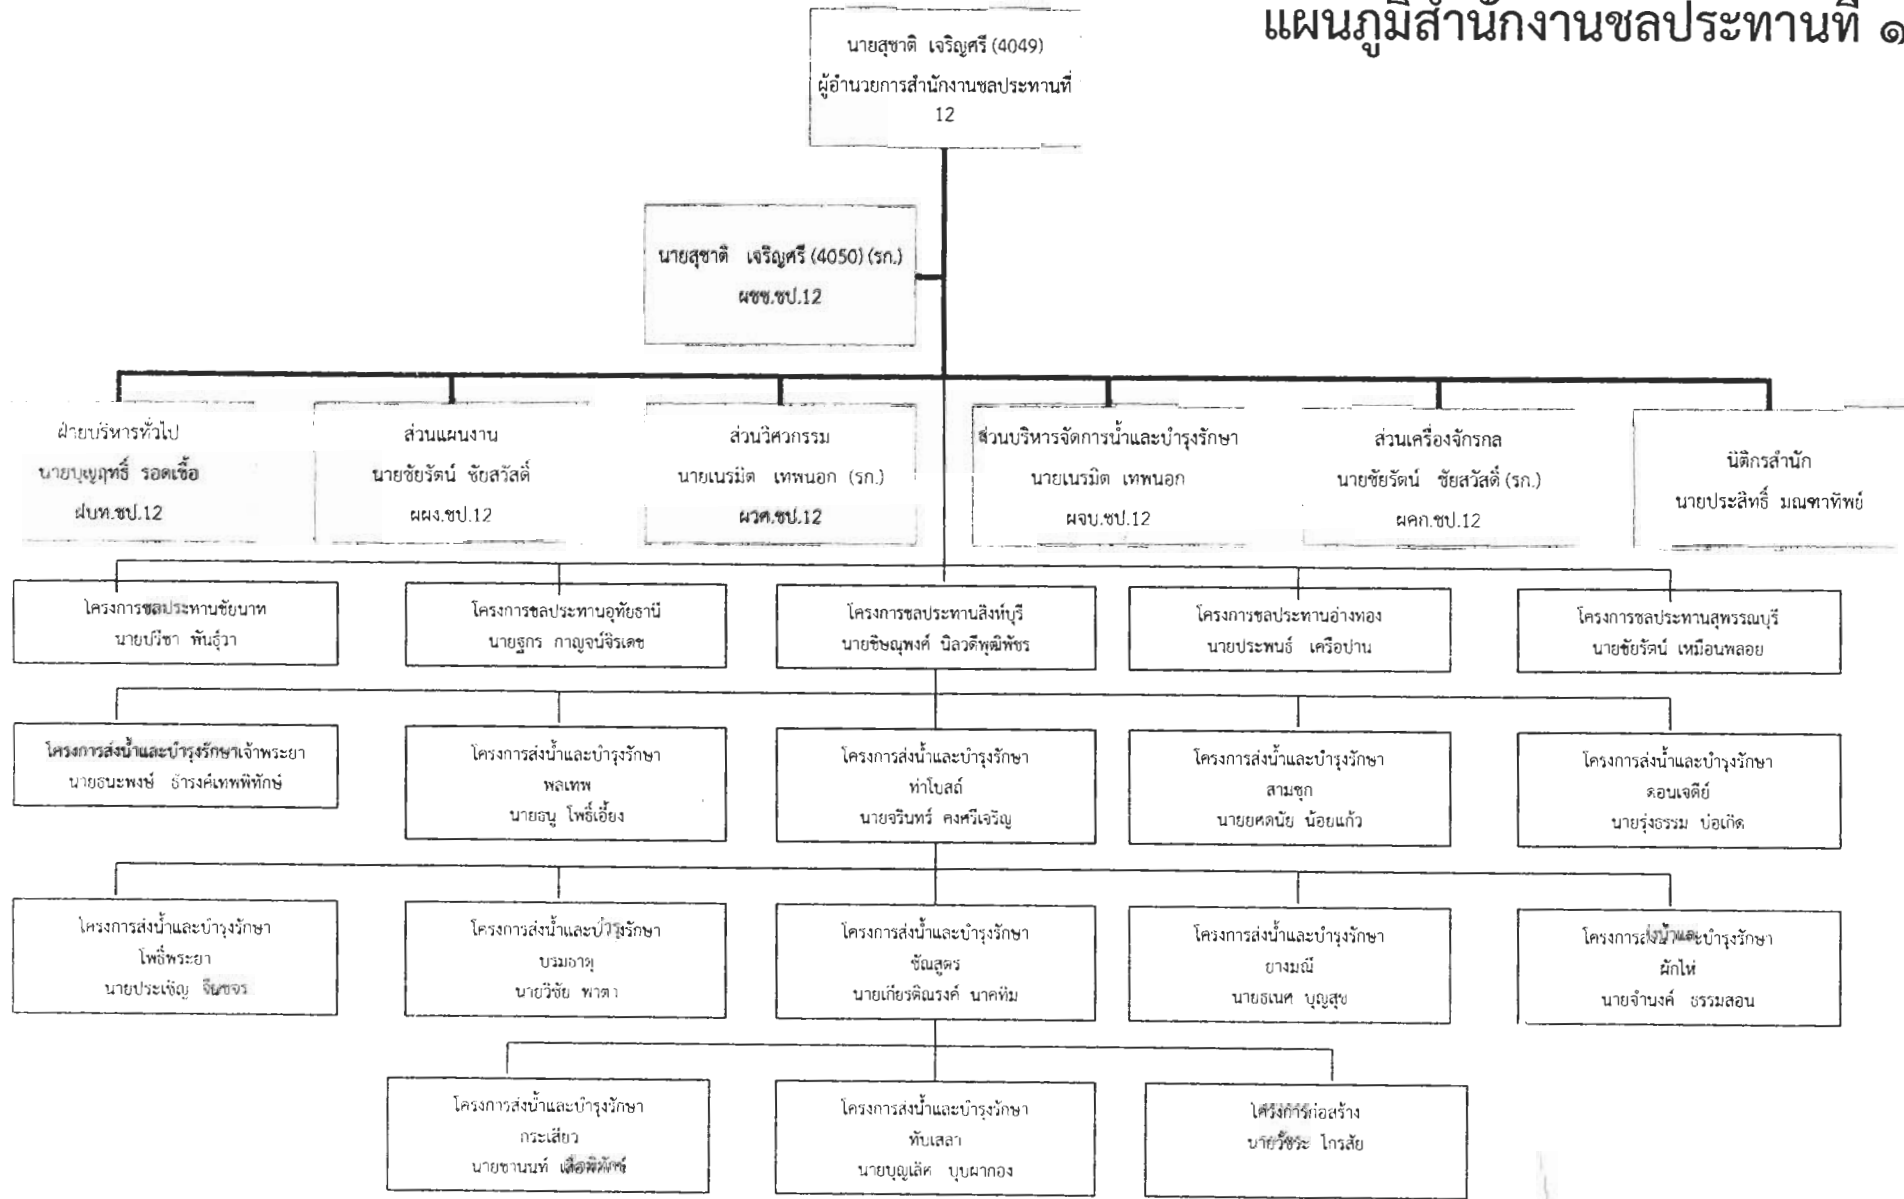 แผนภูมิสำนักงานชลประทานที่ ๑
นายสุชาติ เจริญศรี (4049)
ผู้อำนวยการสำนักงานชลประทานที่
12
นายสุชาติ เจริญศรี (4050) (รก.)
ผชช.ชป.12
ฝ่ายบริหารทั่วไป
นายบุญฤทธิ์ รอดเชื้อ
ฝบท.ชป.12
ส่วนแผนงาน
นายชัยรัตน์ ชัยสวัสดิ์
ผผง.ชป.12
ส่วนวิศวกรรม
นายเนรมิต เทพนอก (รก.)
ผวศ.ชป.12
ส่วนบริหารจัดการน้ำและบำรุงรักษา
นายเนรมิต เทพนอก
ผจบ.ชป.12
ส่วนเครื่องจักรกล
นายชัยรัตน์ ชัยสวัสดิ์ (รก.)
ผคก.ชป.12
นิติกรสำนัก
นายประสิทธิ์ มณฑาทิพย์
โครงการชลประทานชัยนาท
นายปรีชา พันธุ์วา
โครงการชลประทานอุทัยธานี
นายฐกร กาญจน์จิรเดช
โครงการชลประทานสิงห์บุรี
นายชิษณุพงศ์ นิลวดีพุฒิพัชร
โครงการชลประทานอ่างทอง
นายประพนธ์ เครือปาน
โครงการชลประทานสุพรรณบุรี
นายชัยรัตน์ เหมือนพลอย
โครงการส่งน้ำและบำรุงรักษาเจ้าพระยา
นายธนะพงษ์ ธำรงค์เทพพิทักษ์
โครงการส่งน้ำและบำรุงรักษา
พลเทพ
นายธนู โพธิ์เอี้ยง
โครงการส่งน้ำและบำรุงรักษา
ท่าโบสถ์
นายจรินทร์ คงศรีเจริญ
โครงการส่งน้ำและบำรุงรักษา
สามชุก
นายยศดนัย น้อยแก้ว
โครงการส่งน้ำและบำรุงรักษา
ดอนเจดีย์
นายรุ่งธรรม บ่อเกิด
โครงการส่งน้ำและบำรุงรักษา
โพธิ์พระยา
นายประเชิญ
โครงการส่งน้ำและบำรุงรักษา
บรมธาตุ
นายวิชัย พาตา
โครงการส่งน้ำและบำรุงรักษา
ชัณสูตร
นายเกียรติณรงค์ นาคทิม
โครงการส่งน้ำและบำรุงรักษา
ยางมณี
นายธเนศ บุญสุข
โครงการส่งน้ำและบำรุงรักษา
ผักไห่
นายจำนงค์ ธรรมสอน
โครงการส่งน้ำและบำรุงรักษา
กระเสียว
นายชานนท์
โครงการส่งน้ำและบำรุงรักษา
ทับเสลา
นายบุญเลิศ บุบผากอง
โครงการก่อสร้าง
นายวัชระ ไกรสัย